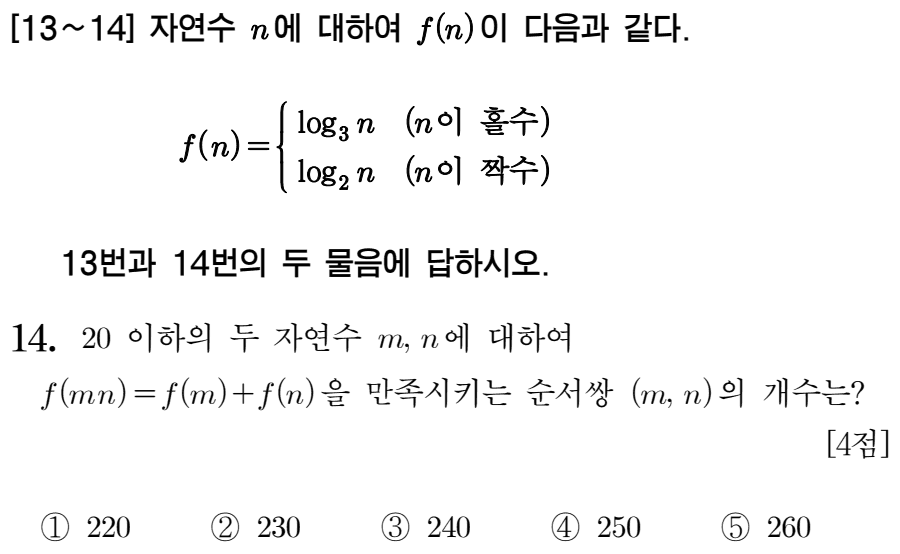 [13~14] 자연수 n에 대하여 f(n)이 다음과 같다.
f(n)={ log₃ n (n이 홀수)
log₂ n (n이 짝수)
13번과 14번의 두 물음에 답하시오.
14. 20 이하의 두 자연수 m, n에 대하여
f(mn)=f(m)+f(n)을 만족시키는 순서쌍 (m, n)의 개수는?
[4점]
① 220 ② 230 ③ 240 ④ 250 ⑤ 260